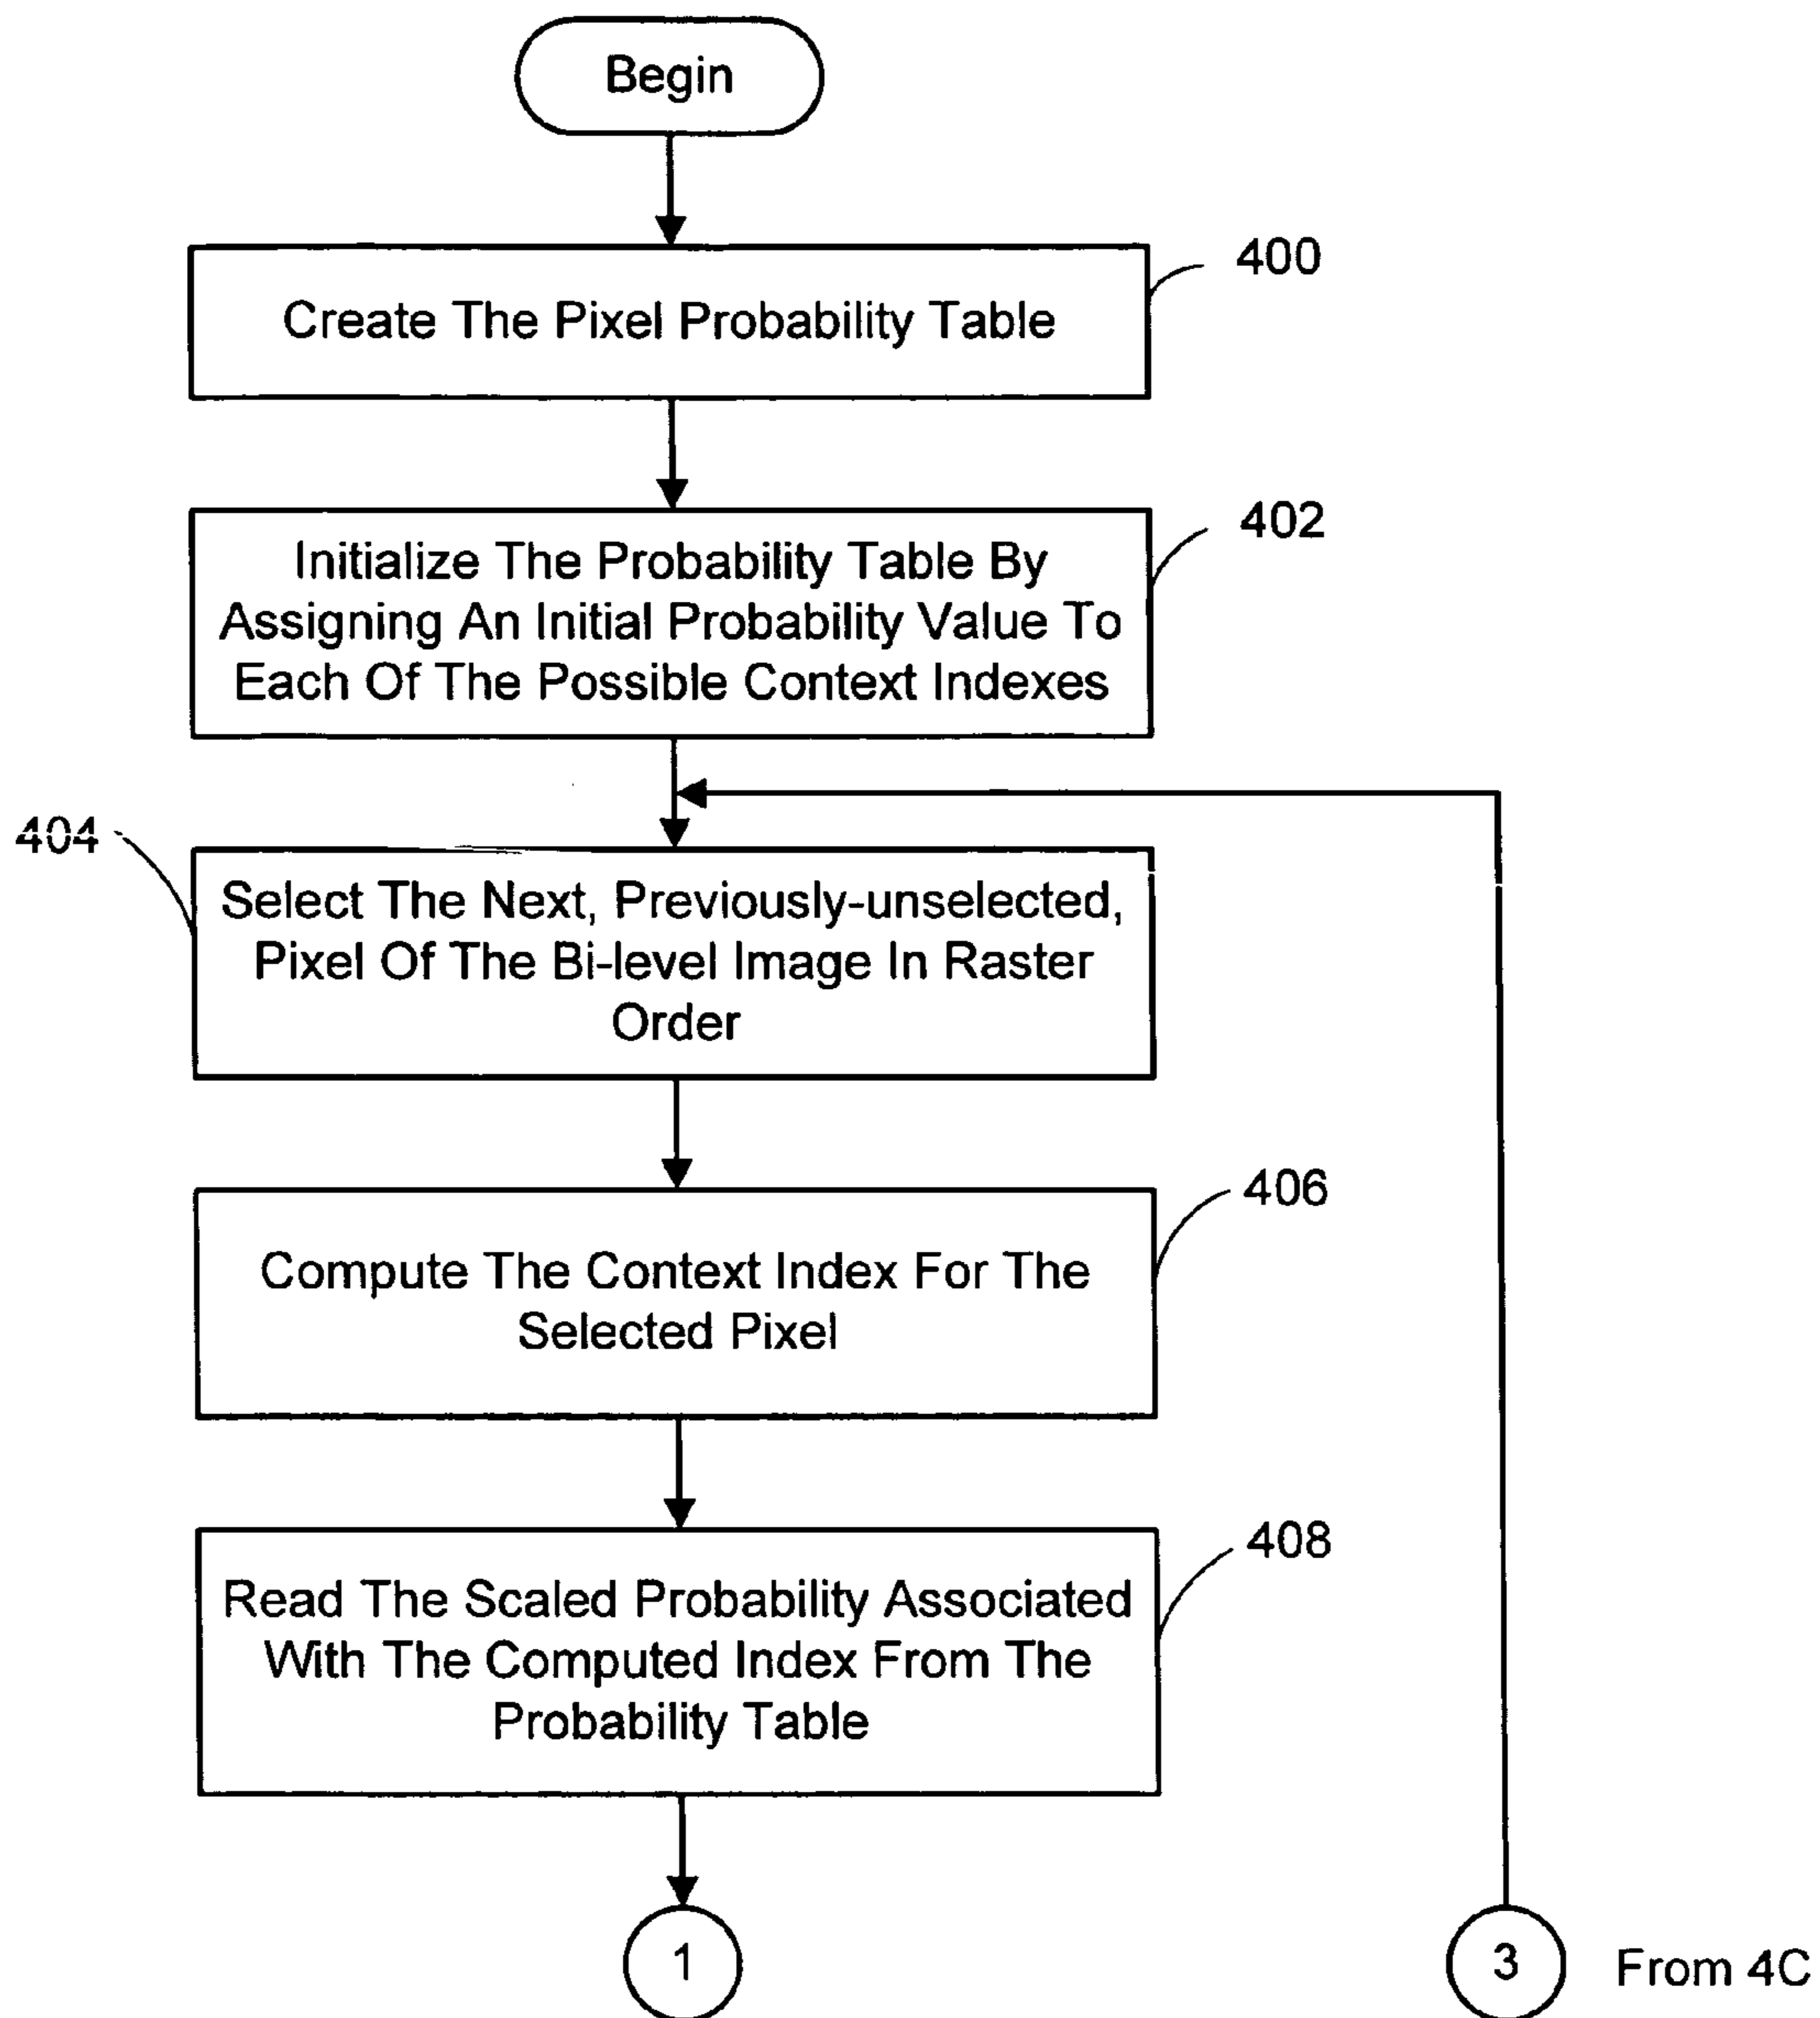 Begin
400
Create The Pixel Probability Table
402
Initialize The Probability Table By
Assigning An Initial Probability Value To
Each Of The Possible Context Indexes
404
Select The Next, Previously-unselected,
Pixel Of The Bi-level Image In Raster
Order
406
Compute The Context Index For The
Selected Pixel
408
Read The Scaled Probability Associated
With The Computed Index From The
Probability Table
1
3
From 4C